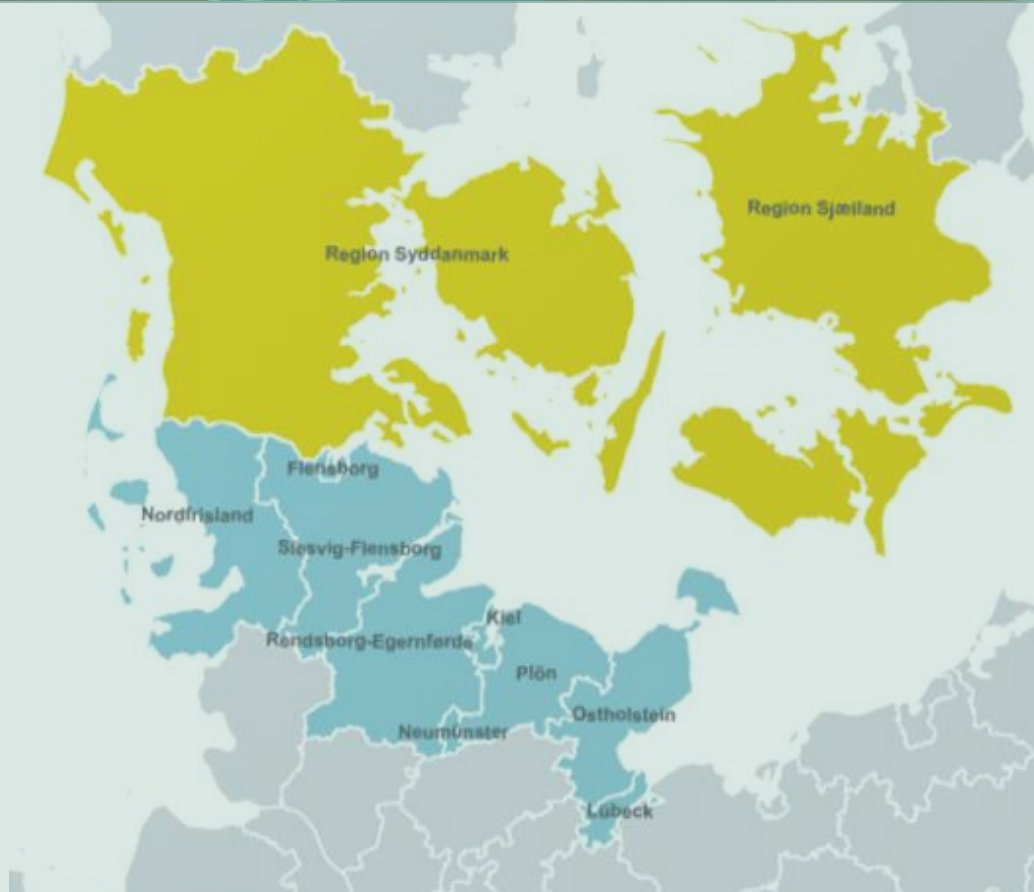 Region Sjælland
Region Syddanmark
Flensborg
Nordfrisland
Slesvig-Flensborg
Kiel
Rendsborg-Egernførde
Plön
Ostholstein
Neumünster
Lübeck